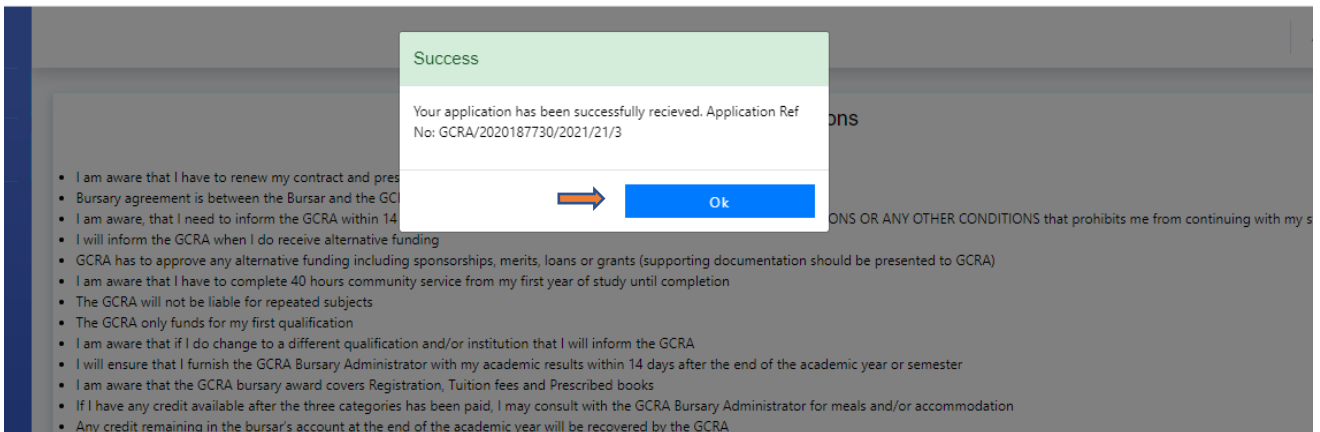 Success
Your application has been successfully recieved. Application Ref
No: GCRA/2020187730/2021/21/3
ons
Ok
• I am aware that I have to renew my contract and pres
• Bursary agreement is between the Bursar and the GC
• I am aware, that I need to inform the GCRA within 14 ONS OR ANY OTHER CONDITIONS that prohibits me from continuing with my s
• I will inform the GCRA when I do receive alternative funding
• GCRA has to approve any alternative funding including sponsorships, merits, loans or grants (supporting documentation should be presented to GCRA)
• I am aware that I have to complete 40 hours community service from my first year of study until completion
• The GCRA will not be liable for repeated subjects
• The GCRA only funds for my first qualification
• I am aware that if I do change to a different qualification and/or institution that I will inform the GCRA
• I will ensure that I furnish the GCRA Bursary Administrator with my academic results within 14 days after the end of the academic year or semester
• I am aware that the GCRA bursary award covers Registration, Tuition fees and Prescribed books
• If I have any credit available after the three categories has been paid, I may consult with the GCRA Bursary Administrator for meals and/or accommodation
• Any credit remaining in the bursar's account at the end of the academic year will be recovered by the GCRA